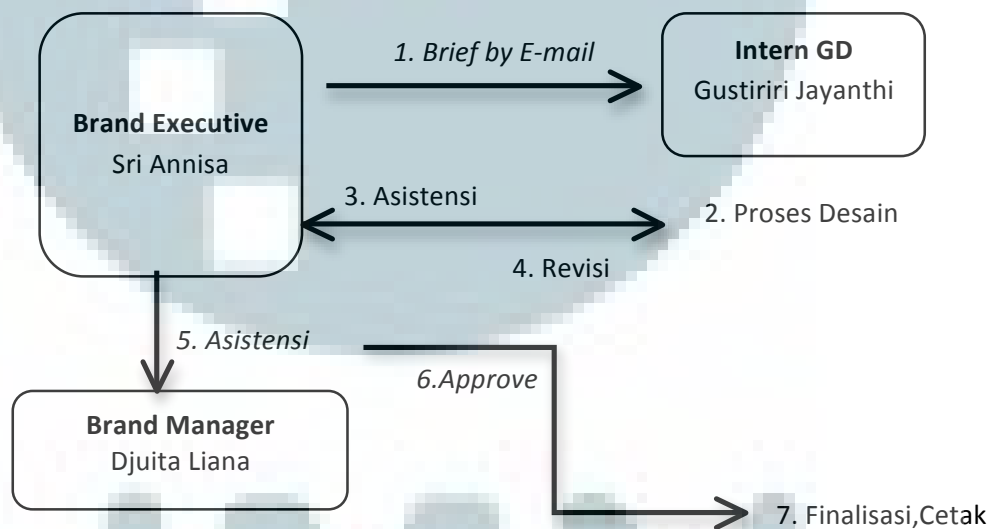 1. Brief by E-mail
Intern GD
Gustiriri Jayanthi
Brand Executive
Sri Annisa
3. Asistensi
2. Proses Desain
4. Revisi
5. Asistensi
6.Approve
Brand Manager
Djuita Liana
7. Finalisasi,Cetak